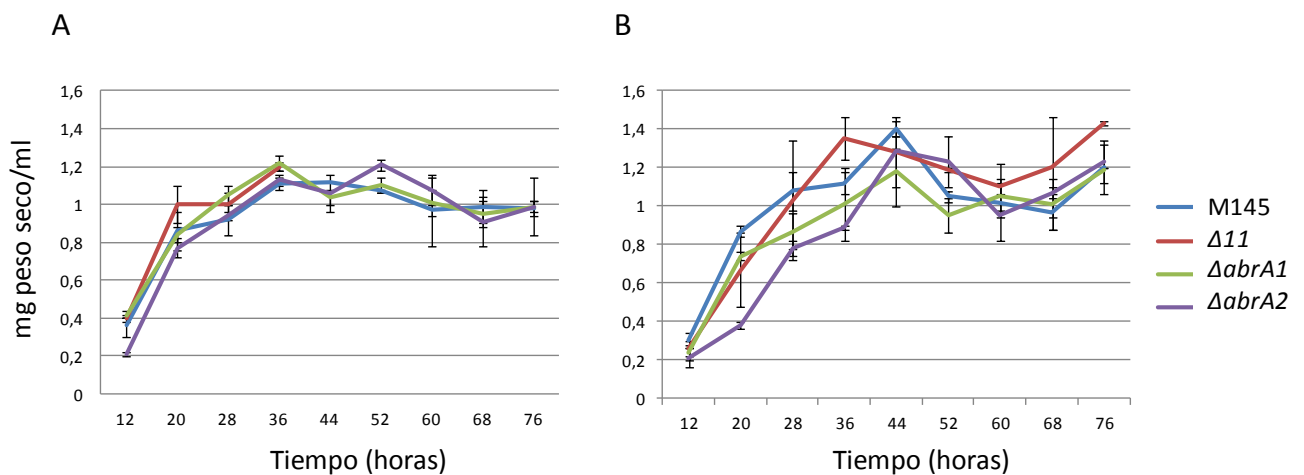 A
B
mg peso seco/ml
1,6
1,4
1,2
1
0,8
0,6
0,4
0,2
0
12 20 28 36 44 52 60 68 76
Tiempo (horas)
1,6
1,4
1,2
1
0,8
0,6
0,4
0,2
0
12 20 28 36 44 52 60 68 76
Tiempo (horas)
M145
Δ11
ΔabrA1
ΔabrA2